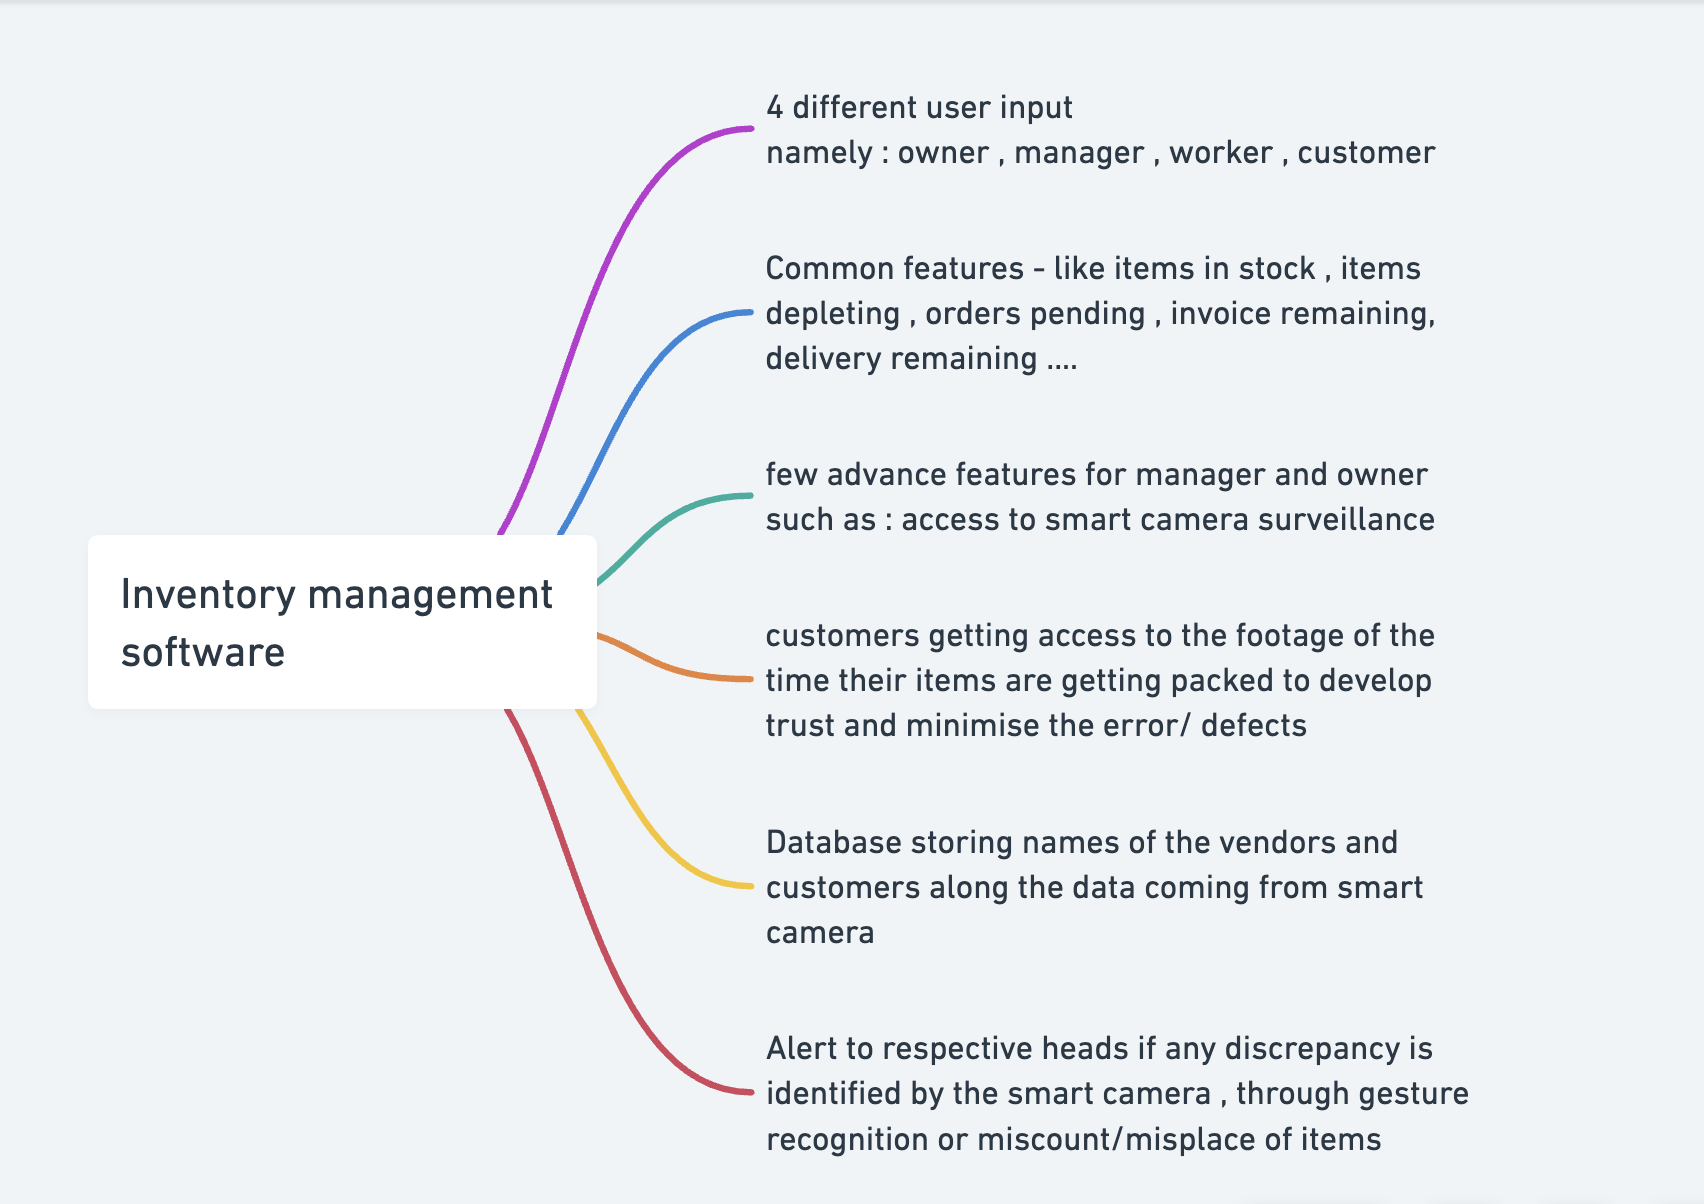 4 different user input
namely : owner , manager , worker , customer
Common features - like items in stock , items
depleting , orders pending , invoice remaining,
delivery remaining ....
few advance features for manager and owner
such as : access to smart camera surveillance
Inventory management
software
customers getting access to the footage of the
time their items are getting packed to develop
trust and minimise the error/ defects
Database storing names of the vendors and
customers along the data coming from smart
camera
Alert to respective heads if any discrepancy is
identified by the smart camera , through gesture
recognition or miscount/misplace of items